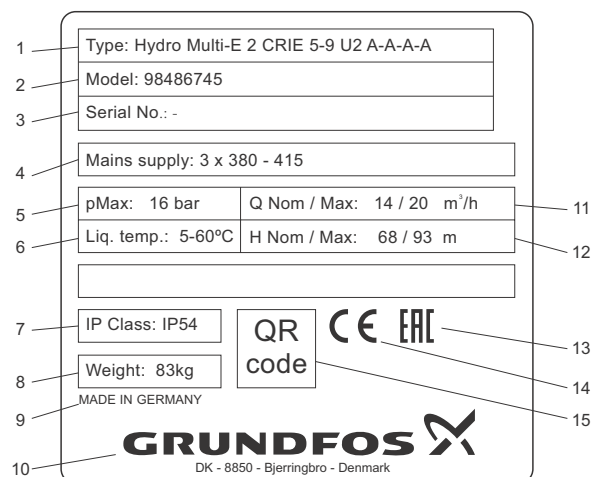 1 Type: Hydro Multi-E 2 CRIE 5-9 U2 A-A-A-A
2 Model: 98486745
3 Serial No.: -
4 Mains supply: 3 x 380 - 415
5 pMax: 16 bar Q Nom / Max: 14 / 20 m³/h 11
6 Liq. temp.: 5-60ºC H Nom / Max: 68 / 93 m 12
7 IP Class: IP54 QR code CE EAC 13
8 Weight: 83kg 14
9 MADE IN GERMANY 15
GRUNDFOS
10 DK - 8850 - Bjerringbro - Denmark